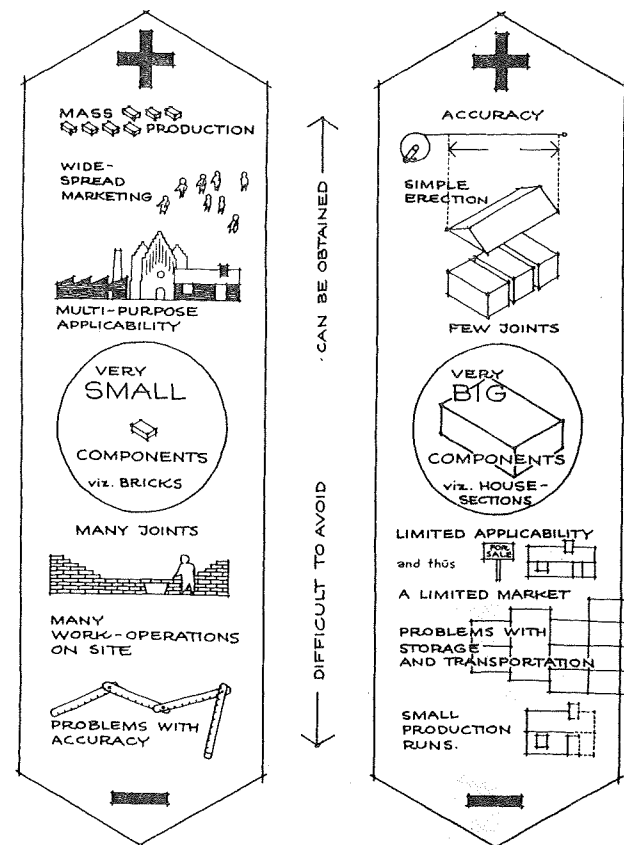 MASS
PRODUCTION
WIDE-
SPREAD
MARKETING
MULTI-PURPOSE
APPLICABILITY
VERY
SMALL
COMPONENTS
viz. BRICKS
MANY JOINTS
MANY
WORK-OPERATIONS
ON SITE
PROBLEMS WITH
ACCURACY
CAN BE OBTAINED
DIFFICULT TO AVOID
ACCURACY
SIMPLE
ERECTION
FEW JOINTS
VERY
BIG
COMPONENTS
viz. HOUSE-
SECTIONS
LIMITED APPLICABILITY
FOR
SALE
and thus
A LIMITED MARKET
PROBLEMS WITH
STORAGE
AND TRANSPORTATION
SMALL
PRODUCTION
RUNS.